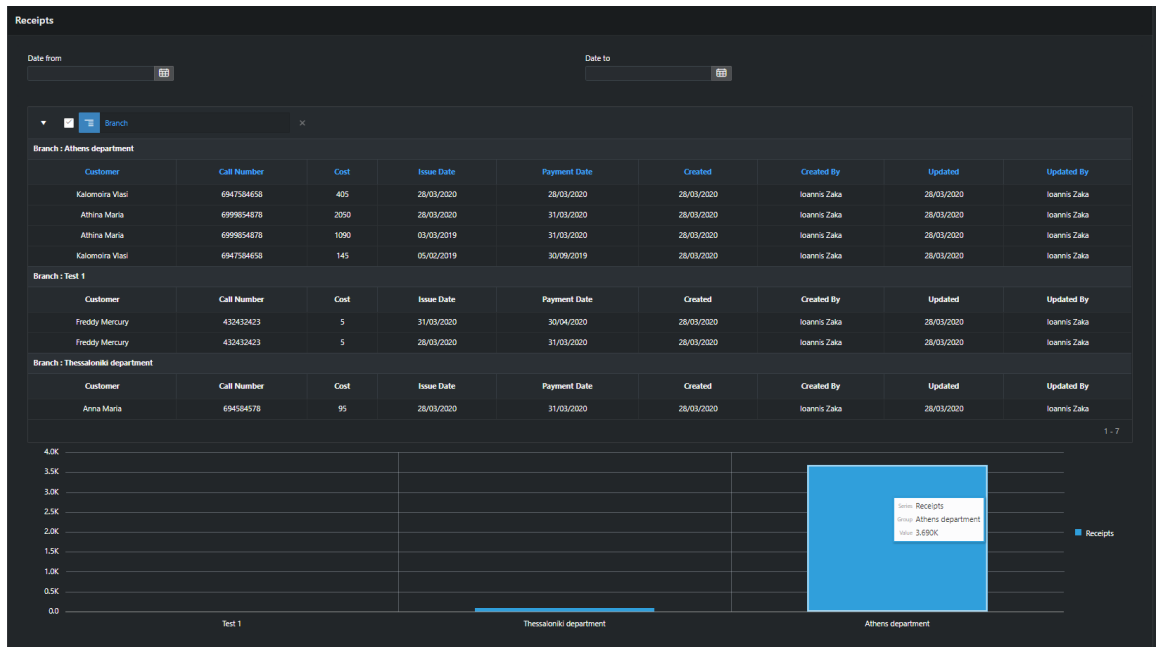 Receipts
Date from Date to
Branch ×
Branch : Athens department
Customer Call Number Cost Issue Date Payment Date Created Created By Updated Updated By
Kalomoira Vlasi 6947584658 405 28/03/2020 28/03/2020 28/03/2020 Ioannis Zaka 28/03/2020 Ioannis Zaka
Athina Maria 6999854878 2050 28/03/2020 31/03/2020 28/03/2020 Ioannis Zaka 28/03/2020 Ioannis Zaka
Athina Maria 6999854878 1090 03/03/2019 31/03/2020 28/03/2020 Ioannis Zaka 28/03/2020 Ioannis Zaka
Kalomoira Vlasi 6947584658 145 05/02/2019 30/09/2019 28/03/2020 Ioannis Zaka 28/03/2020 Ioannis Zaka
Branch : Test 1
Customer Call Number Cost Issue Date Payment Date Created Created By Updated Updated By
Freddy Mercury 432432423 5 31/03/2020 30/04/2020 28/03/2020 Ioannis Zaka 28/03/2020 Ioannis Zaka
Freddy Mercury 432432423 5 28/03/2020 31/03/2020 28/03/2020 Ioannis Zaka 28/03/2020 Ioannis Zaka
Branch : Thessaloniki department
Customer Call Number Cost Issue Date Payment Date Created Created By Updated Updated By
Anna Maria 694584578 95 28/03/2020 31/03/2020 28/03/2020 Ioannis Zaka 28/03/2020 Ioannis Zaka
1 - 7
4.0K
3.5K
3.0K
2.5K
2.0K
1.5K
1.0K
0.5K
0.0
Series Receipts
Group Athens department
Value 3.690K
Receipts
Test 1 Thessaloniki department Athens department